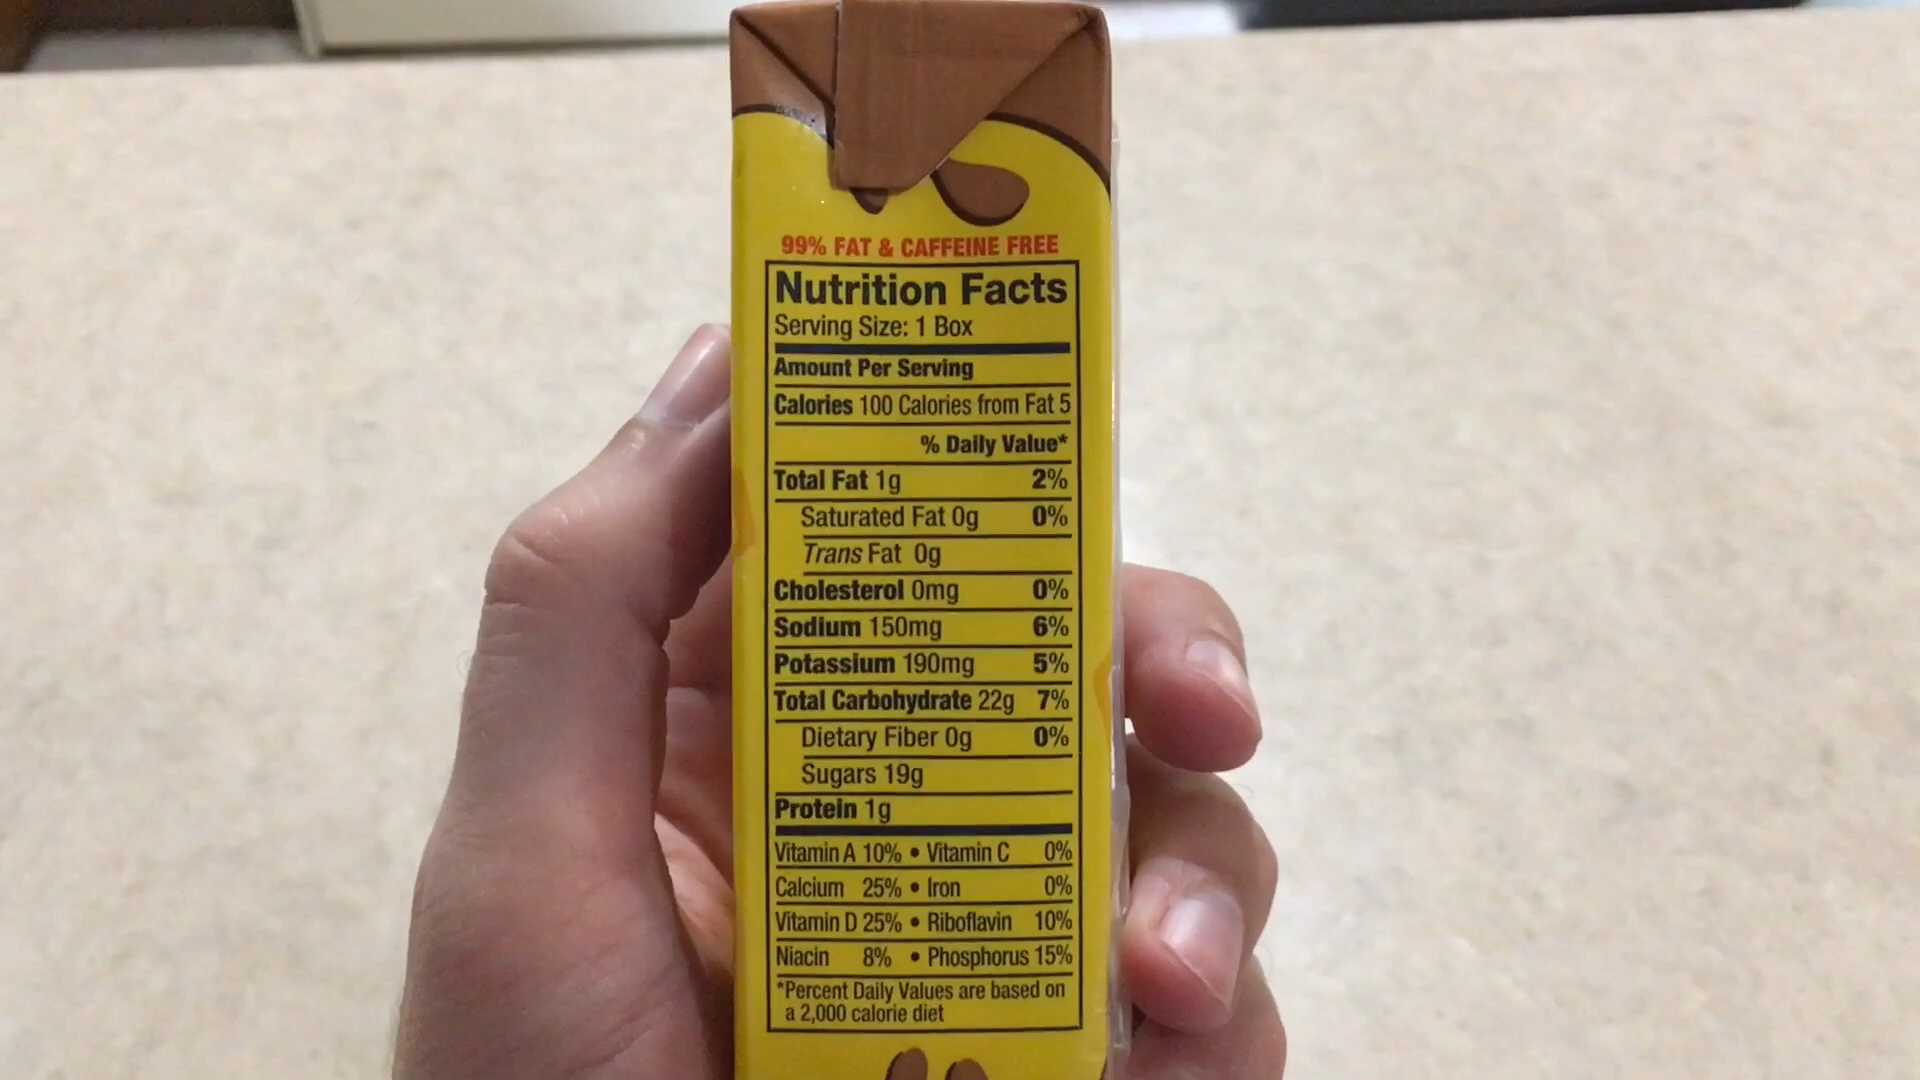 99% FAT & CAFFEINE FREE
Nutrition Facts
Serving Size: 1 Box
Amount Per Serving
Calories 100 Calories from Fat 5
% Daily Value*
Total Fat 1g 2%
Saturated Fat 0g 0%
Trans Fat 0g
Cholesterol 0mg 0%
Sodium 150mg 6%
Potassium 190mg 5%
Total Carbohydrate 22g 7%
Dietary Fiber 0g 0%
Sugars 19g
Protein 1g
Vitamin A 10% • Vitamin C 0%
Calcium 25% • Iron 0%
Vitamin D 25% • Riboflavin 10%
Niacin 8% • Phosphorus 15%
*Percent Daily Values are based on
a 2,000 calorie diet